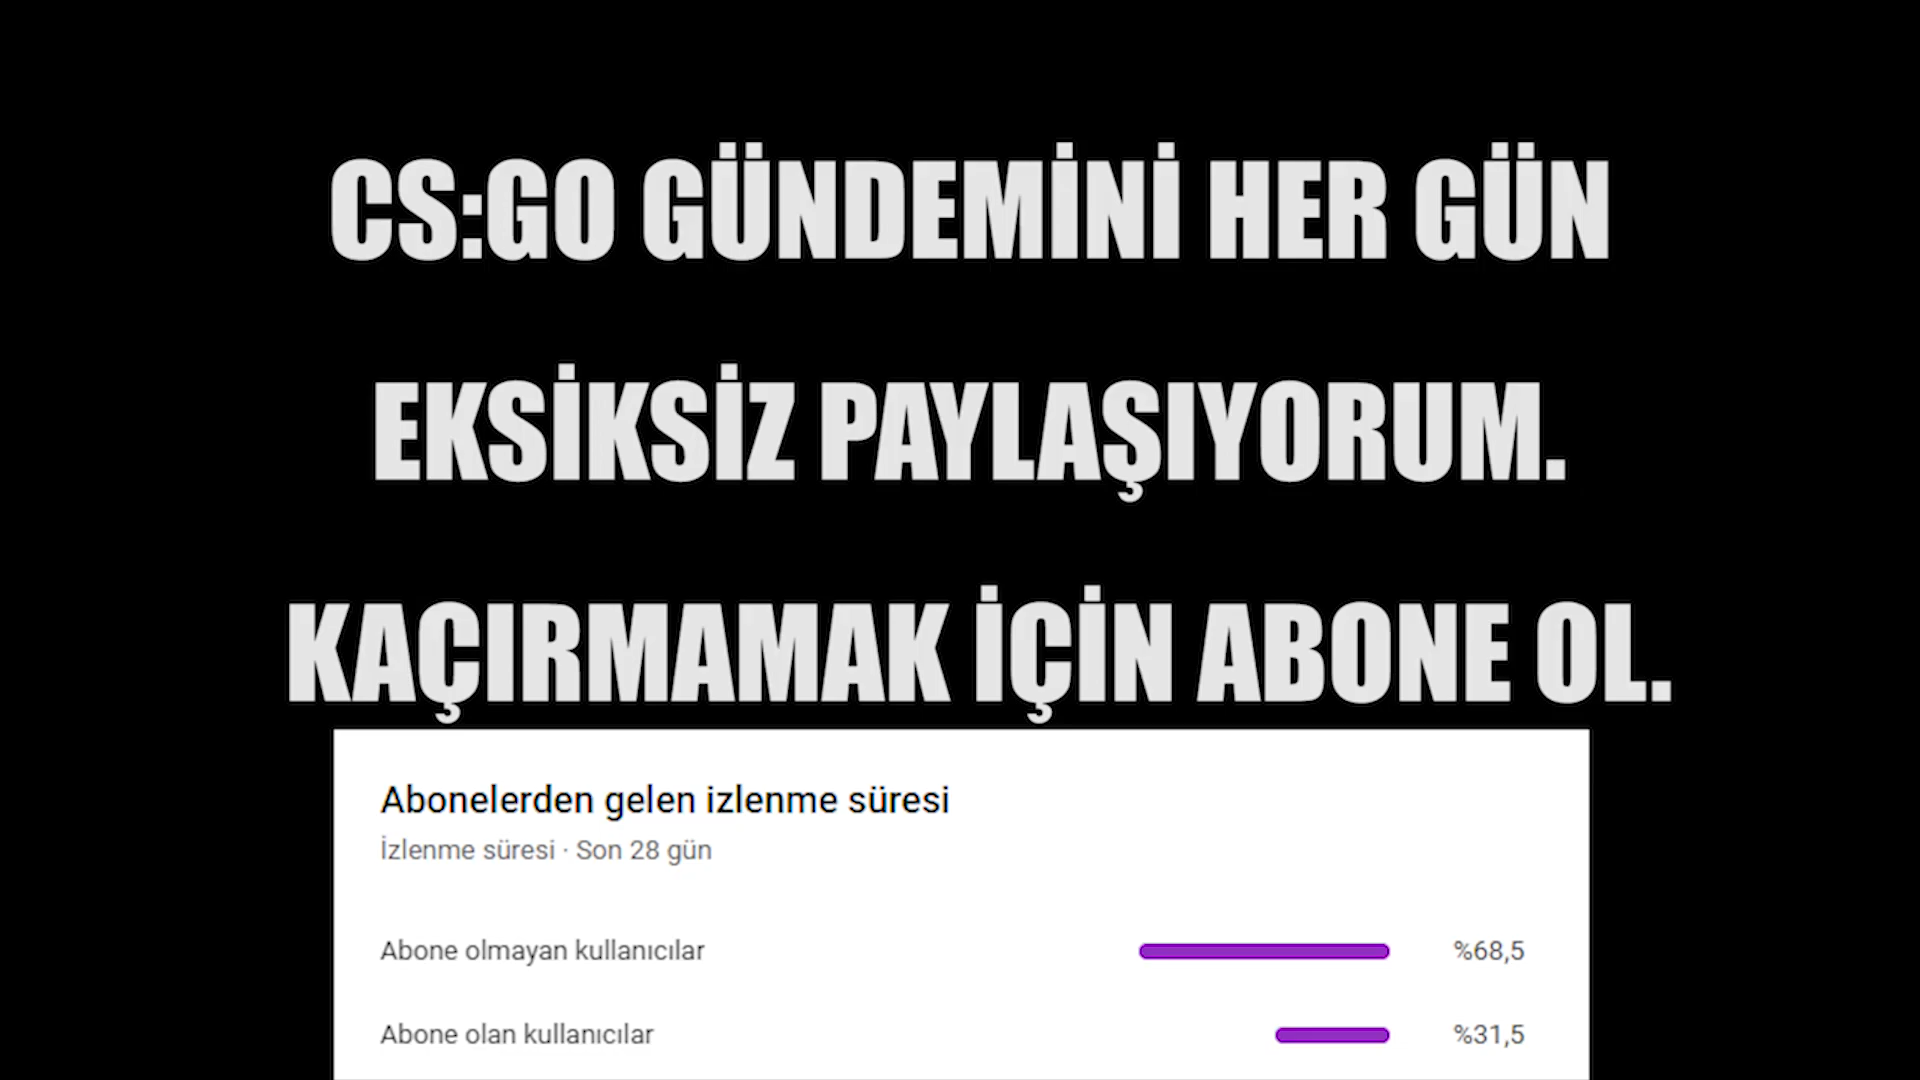 CS:GO GÜNDEMİNİ HER GÜN
EKSİKSİZ PAYLAŞIYORUM.
KAÇIRMAMAK İÇİN ABONE OL.
Abonelerden gelen izlenme süresi
İzlenme süresi · Son 28 gün
Abone olmayan kullanıcılar %68,5
Abone olan kullanıcılar %31,5